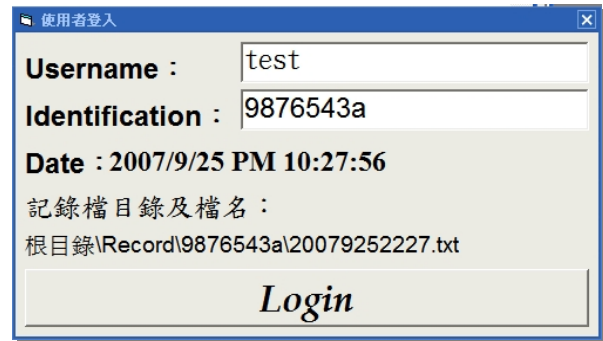 使用者登入
Username： test
Identification： 9876543a
Date：2007/9/25 PM 10:27:56
記錄檔目錄及檔名：
根目錄\Record\9876543a\20079252227.txt
Login